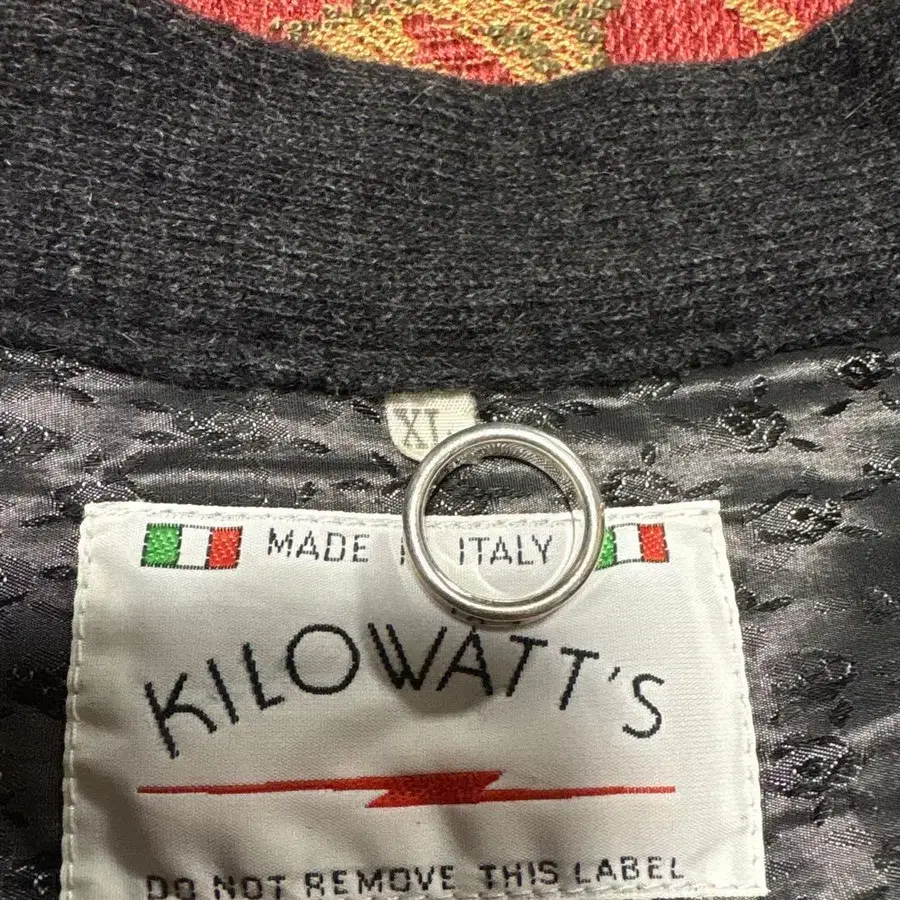 XL
MADE ITALY
KILOWATT'S
DO NOT REMOVE THIS LABEL